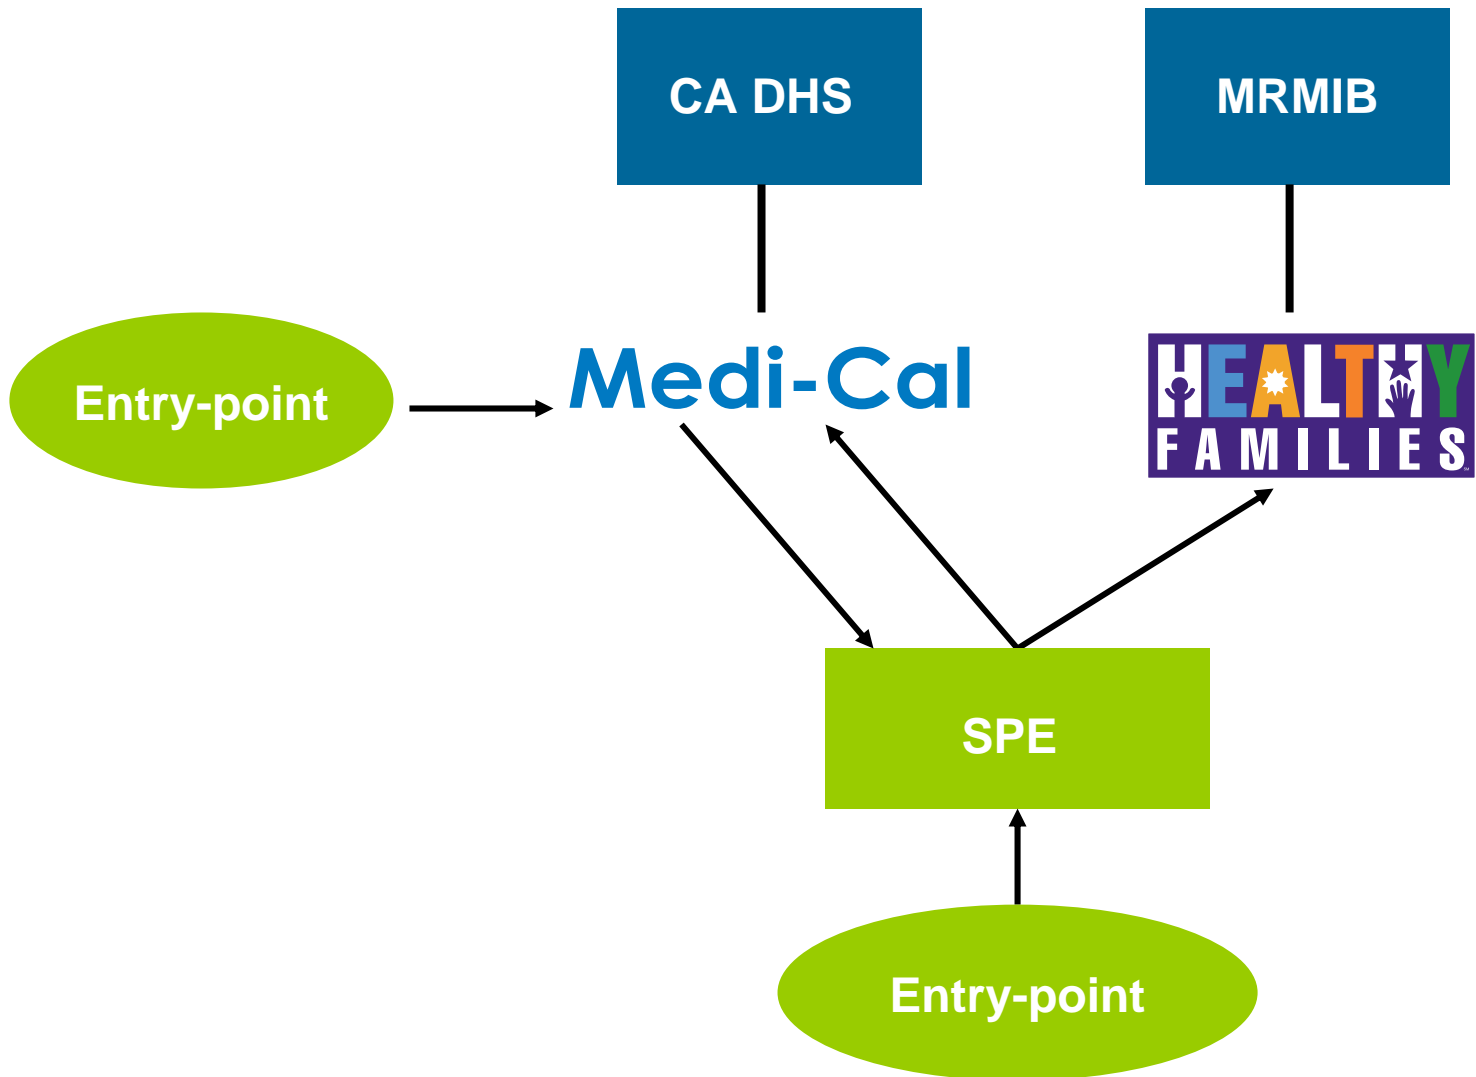 CA DHS
MRMIB
Entry-point
Medi-Cal
HEALTHY
FAMILIES
SPE
Entry-point